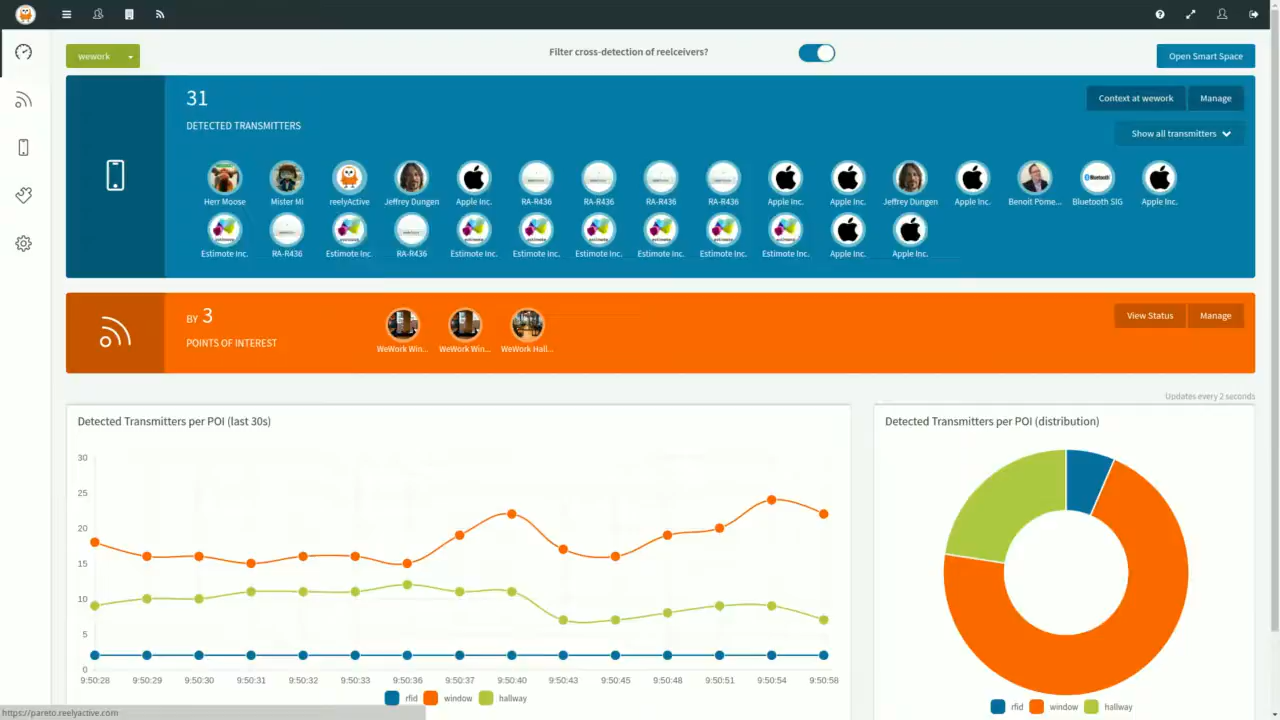 wework
Filter cross-detection of reelceivers?
Open Smart Space
31
DETECTED TRANSMITTERS
Context at wework
Manage
Show all transmitters
Herr Moose Mister Mi reelyActive Jeffrey Dungen Apple Inc. RA-R436 RA-R436 RA-R436 RA-R436 Apple Inc. Apple Inc. Jeffrey Dungen Apple Inc. Benoit Pome... Bluetooth SIG Apple Inc.
Estimote Inc. RA-R436 Estimote Inc. RA-R436 Estimote Inc. Estimote Inc. Estimote Inc. Estimote Inc. Estimote Inc. Estimote Inc. Apple Inc. Apple Inc.
BY 3
POINTS OF INTEREST
WeWork Win... WeWork Win... WeWork Hall...
View Status
Manage
Updates every 2 seconds
Detected Transmitters per POI (last 30s)
30
25
20
15
10
5
0
9:50:28 9:50:29 9:50:30 9:50:31 9:50:32 9:50:33 9:50:36 9:50:37 9:50:40 9:50:43 9:50:45 9:50:48 9:50:51 9:50:54 9:50:58
rfid window hallway
Detected Transmitters per POI (distribution)
rfid window hallway
https://pareto.reelyactive.com